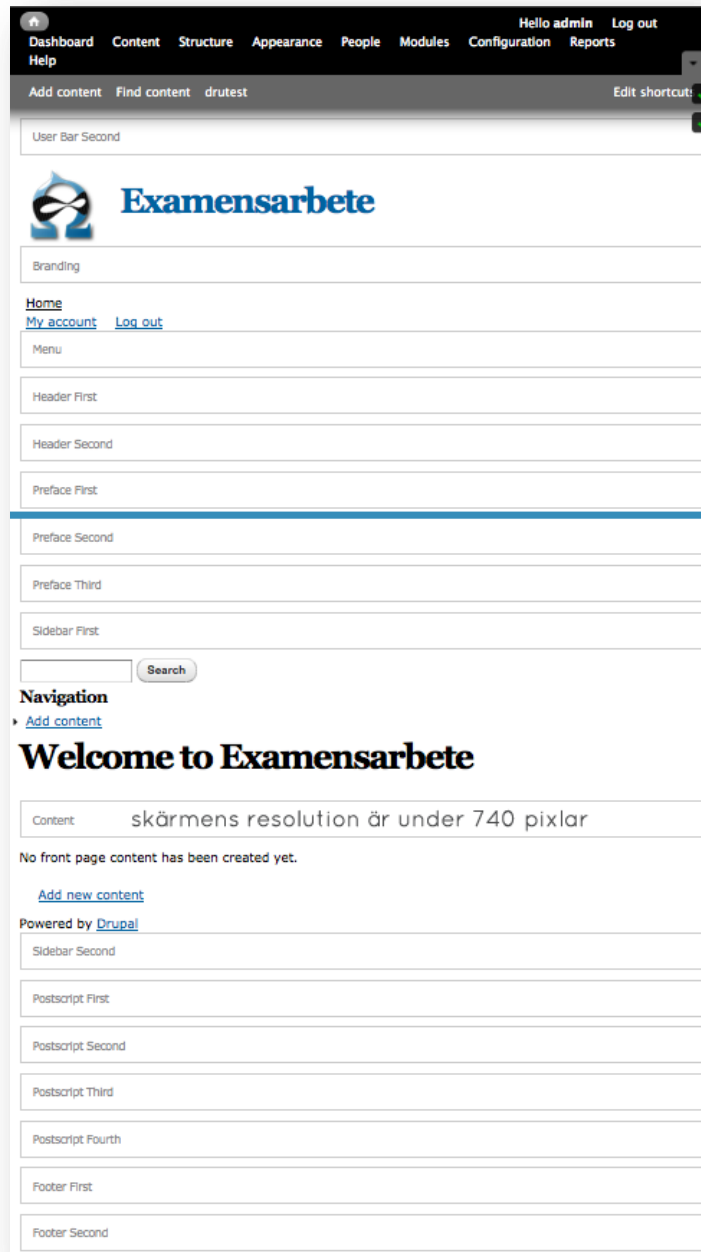 Hello admin Log out
Dashboard Content Structure Appearance People Modules Configuration Reports
Help
Add content Find content drutest Edit shortcuts
User Bar Second
Examensarbete
Branding
Home
My account Log out
Menu
Header First
Header Second
Preface First
Preface Second
Preface Third
Sidebar First
Search
Navigation
Add content
Welcome to Examensarbete
Content skärmens resolution är under 740 pixlar
No front page content has been created yet.
Add new content
Powered by Drupal
Sidebar Second
Postscript First
Postscript Second
Postscript Third
Postscript Fourth
Footer First
Footer Second